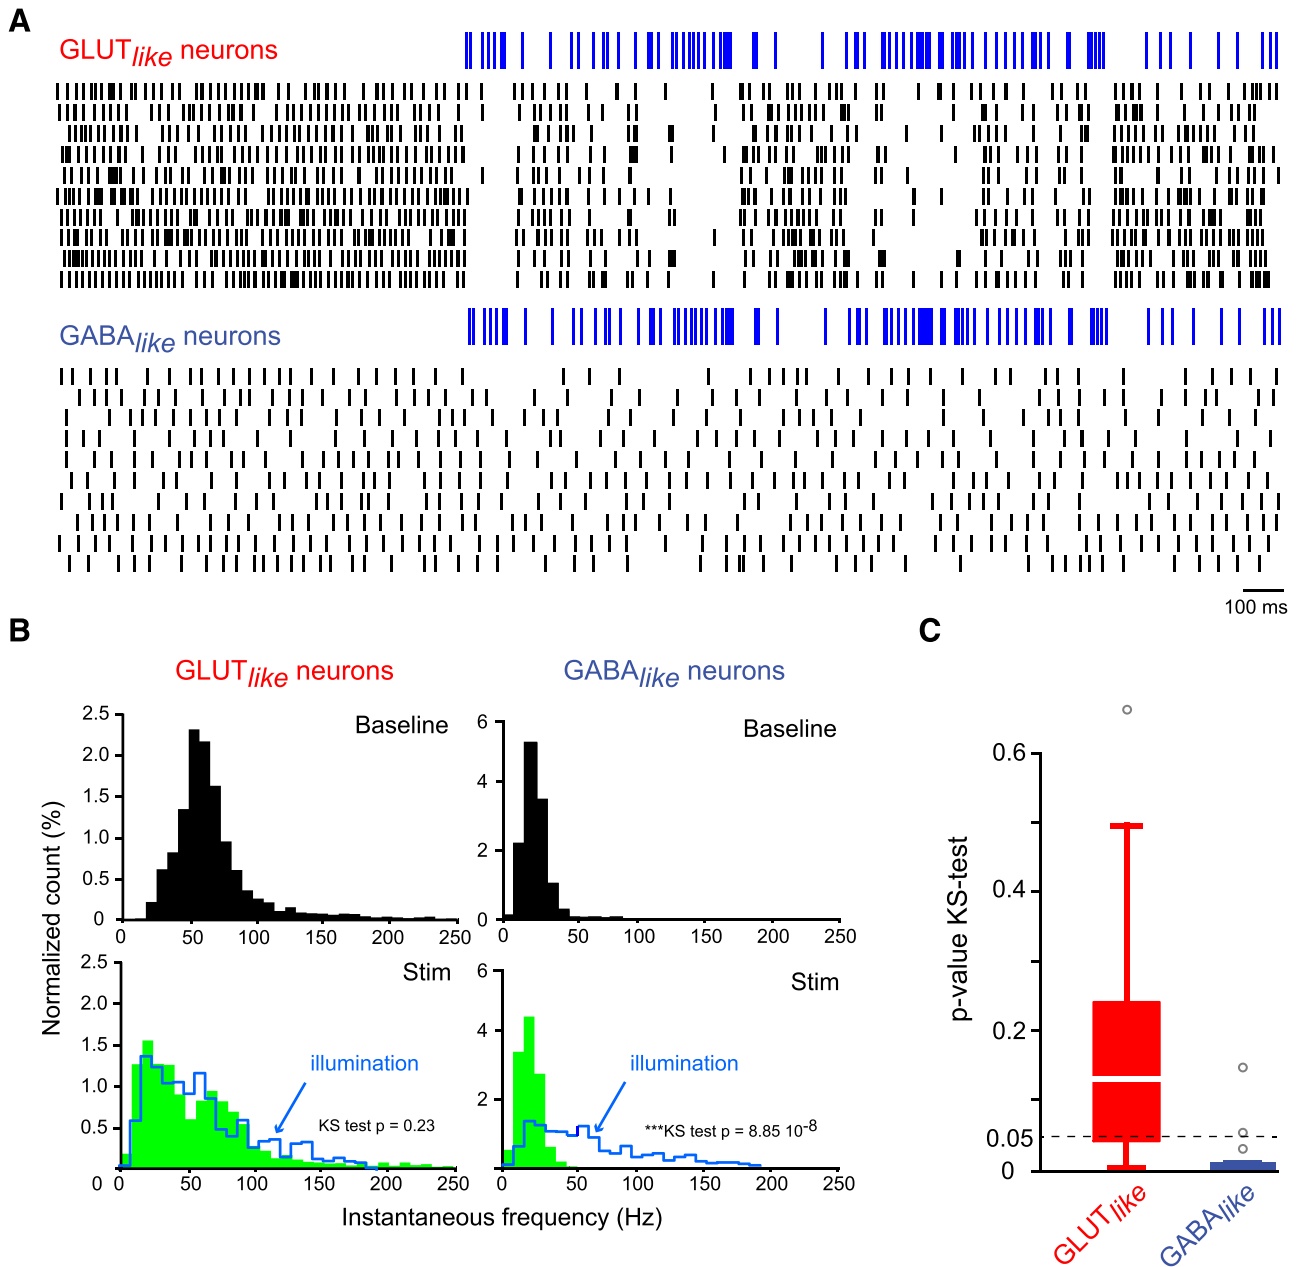 A
GLUTlike neurons
GABAlike neurons
100 ms
B
C
GLUTlike neurons
GABAlike neurons
Normalized count (%)
2.5
2.0
1.5
1.0
0.5
0
Baseline
0 50 100 150 200 250
6
4
2
0
Baseline
0 50 100 150 200 250
2.5
2.0
1.5
1.0
0.5
0
Stim
illumination
KS test p = 0.23
0 50 100 150 200 250
6
4
2
Stim
illumination
***KS test p = 8.85 10-8
0 50 100 150 200 250
Instantaneous frequency (Hz)
p-value KS-test
0.6
0.4
0.2
0.05
0
GLUTlike
GABAlike